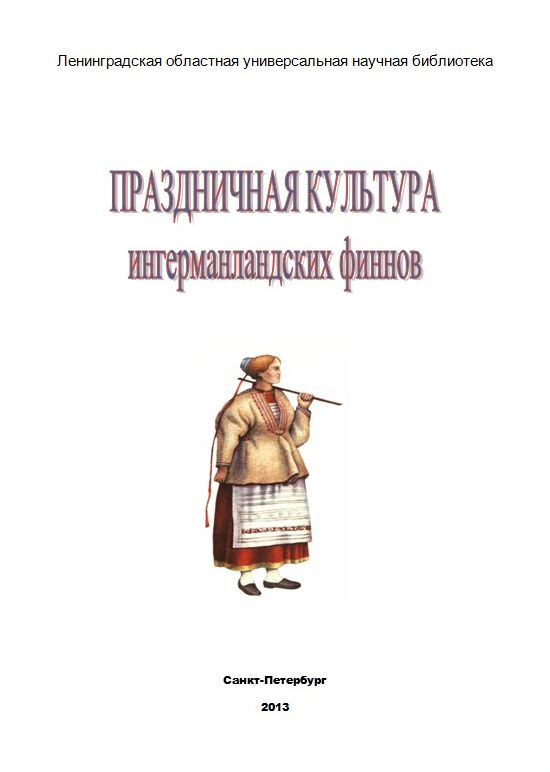 Ленинградская областная универсальная научная библиотека
ПРАЗДНИЧНАЯ КУЛЬТУРА
ингерманландских финнов
Санкт-Петербург
2013